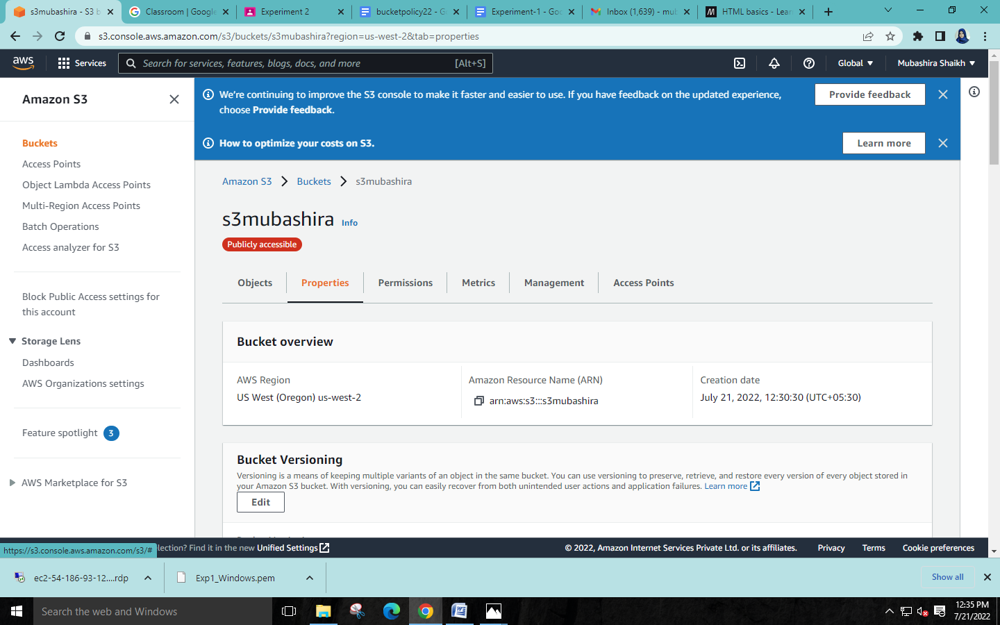 s3mubashira - S3 b
Classroom | Google
Experiment 2
bucketpolicy22 - G
Experiment-1 - Goo
Inbox (1,639) - mub
HTML basics - Lear
s3.console.aws.amazon.com/s3/buckets/s3mubashira?region=us-west-2&tab=properties
aws
Services
Search for services, features, blogs, docs, and more
[Alt+S]
Global
Mubashira Shaikh
Amazon S3
Buckets
Access Points
Object Lambda Access Points
Multi-Region Access Points
Batch Operations
Access analyzer for S3
Block Public Access settings for
this account
Storage Lens
Dashboards
AWS Organizations settings
Feature spotlight 3
AWS Marketplace for S3
We're continuing to improve the S3 console to make it faster and easier to use. If you have feedback on the updated experience,
choose Provide feedback.
Provide feedback
How to optimize your costs on S3.
Learn more
Amazon S3 > Buckets > s3mubashira
s3mubashira Info
Publicly accessible
Objects
Properties
Permissions
Metrics
Management
Access Points
Bucket overview
AWS Region
US West (Oregon) us-west-2
Amazon Resource Name (ARN)
arn:aws:s3:::s3mubashira
Creation date
July 21, 2022, 12:30:30 (UTC+05:30)
Bucket Versioning
Versioning is a means of keeping multiple variants of an object in the same bucket. You can use versioning to preserve, retrieve, and restore every version of every object stored in
your Amazon S3 bucket. With versioning, you can easily recover from both unintended user actions and application failures. Learn more
Edit
https://s3.console.aws.amazon.com/s3/#
lection? Find it in the new Unified Settings
© 2022, Amazon Internet Services Private Ltd. or its affiliates.
Privacy
Terms
Cookie preferences
ec2-54-186-93-12....rdp
Exp1_Windows.pem
Show all
Search the web and Windows
12:35 PM
7/21/2022